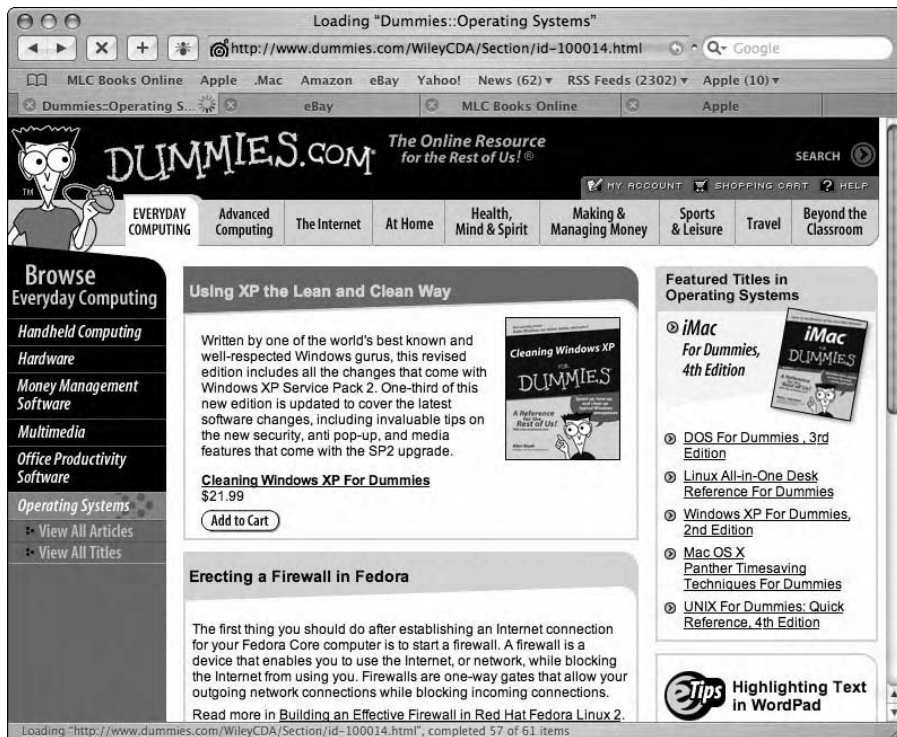 Loading "Dummies::Operating Systems"
http://www.dummies.com/WileyCDA/Section/id-100014.html
Google
MLC Books Online Apple .Mac Amazon eBay Yahoo! News (62) RSS Feeds (2302) Apple (10)
Dummies::Operating S... eBay MLC Books Online Apple
DUMMIES.COM
The Online Resource
for the Rest of Us! ®
SEARCH
TM
MY ACCOUNT SHOPPING CART ? HELP
EVERYDAY
COMPUTING
Advanced
Computing
The Internet
At Home
Health,
Mind & Spirit
Making &
Managing Money
Sports
& Leisure
Travel
Beyond the
Classroom
Browse
Everyday Computing
Handheld Computing
Hardware
Money Management
Software
Multimedia
Office Productivity
Software
Operating Systems
View All Articles
View All Titles
Using XP the Lean and Clean Way
Written by one of the world's best known and
well-respected Windows gurus, this revised
edition includes all the changes that come with
Windows XP Service Pack 2. One-third of this
new edition is updated to cover the latest
software changes, including invaluable tips on
the new security, anti pop-up, and media
features that come with the SP2 upgrade.
Cleaning Windows XP For Dummies
$21.99
Add to Cart
Cleaning Windows XP
FOR
DUMMIES
A Reference
for the
Rest of Us!
Erecting a Firewall in Fedora
The first thing you should do after establishing an Internet connection
for your Fedora Core computer is to start a firewall. A firewall is a
device that enables you to use the Internet, or network, while blocking
the Internet from using you. Firewalls are one-way gates that allow your
outgoing network connections while blocking incoming connections.
Read more in Building an Effective Firewall in Red Hat Fedora Linux 2.
Featured Titles in
Operating Systems
iMac
For Dummies,
4th Edition
iMac
FOR
DUMMIES
DOS For Dummies , 3rd
Edition
Linux All-in-One Desk
Reference For Dummies
Windows XP For Dummies,
2nd Edition
Mac OS X
Panther Timesaving
Techniques For Dummies
UNIX For Dummies: Quick
Reference, 4th Edition
eTips
Highlighting Text
in WordPad
Loading "http://www.dummies.com/WileyCDA/Section/id-100014.html", completed 57 of 61 items